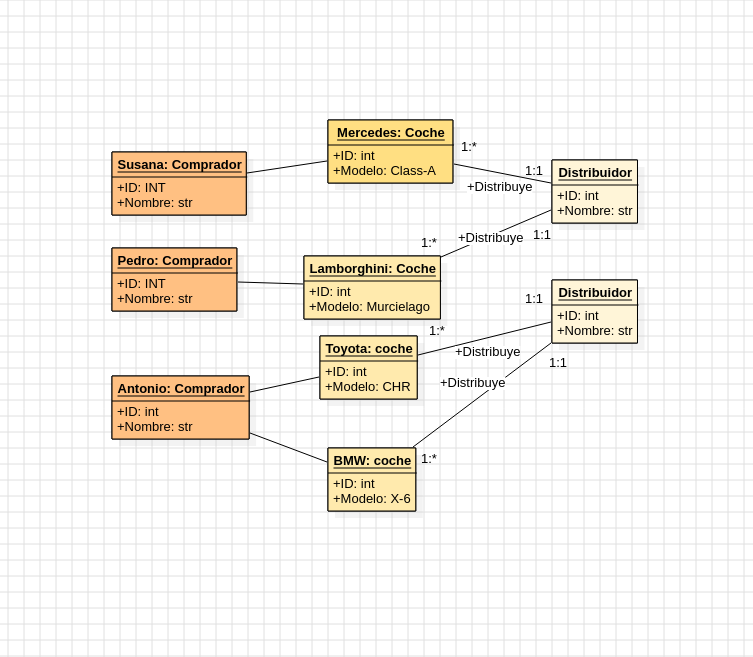 Mercedes: Coche
+ID: int
+Modelo: Class-A
1:*
1:1
+Distribuye
Susana: Comprador
+ID: INT
+Nombre: str
Distribuidor
+ID: int
+Nombre: str
Pedro: Comprador
+ID: INT
+Nombre: str
1:*
+Distribuye
1:1
Lamborghini: Coche
+ID: int
+Modelo: Murcielago
Distribuidor
+ID: int
+Nombre: str
1:1
1:*
+Distribuye
Toyota: coche
+ID: int
+Modelo: CHR
1:1
+Distribuye
Antonio: Comprador
+ID: int
+Nombre: str
BMW: coche
+ID: int
+Modelo: X-6
1:*